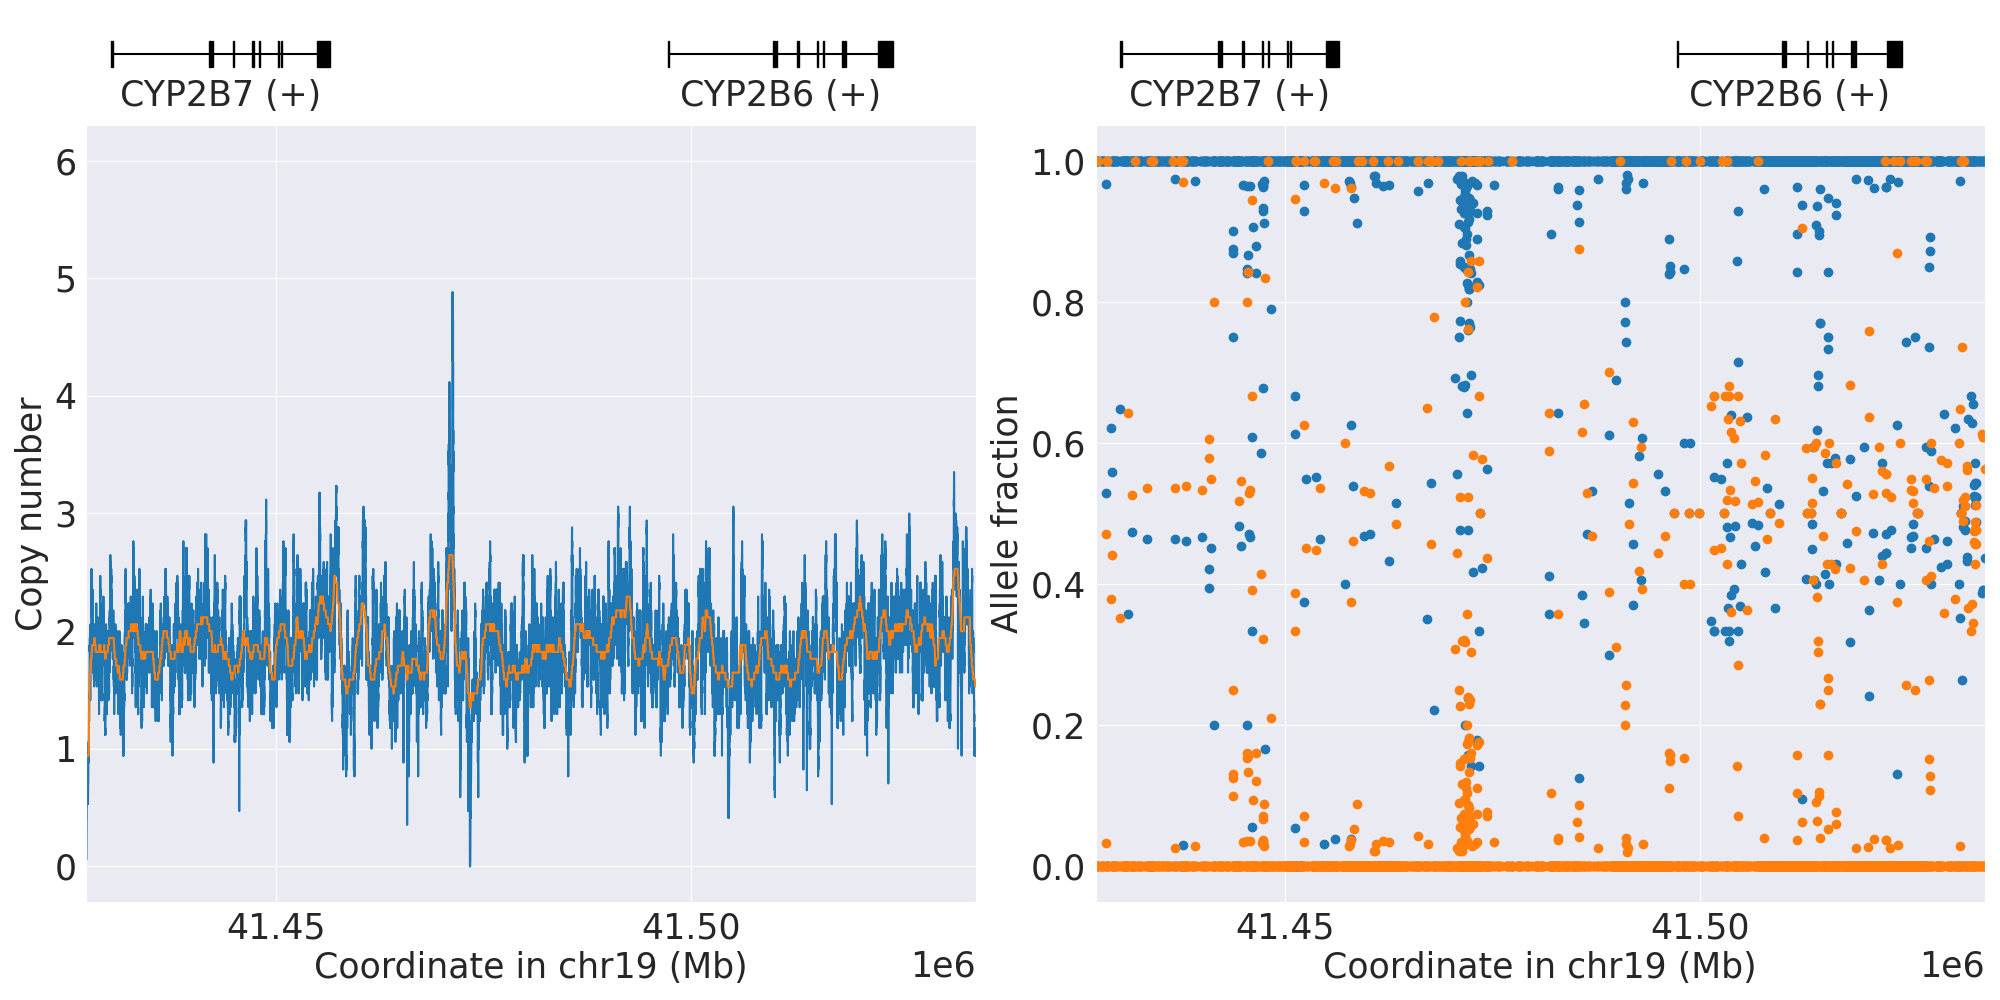 CYP2B7 (+)
CYP2B6 (+)
CYP2B7 (+)
CYP2B6 (+)
Copy number
6
5
4
3
2
1
0
41.45
41.50
Coordinate in chr19 (Mb)
1e6
Allele fraction
1.0
0.8
0.6
0.4
0.2
0.0
41.45
41.50
Coordinate in chr19 (Mb)
1e6